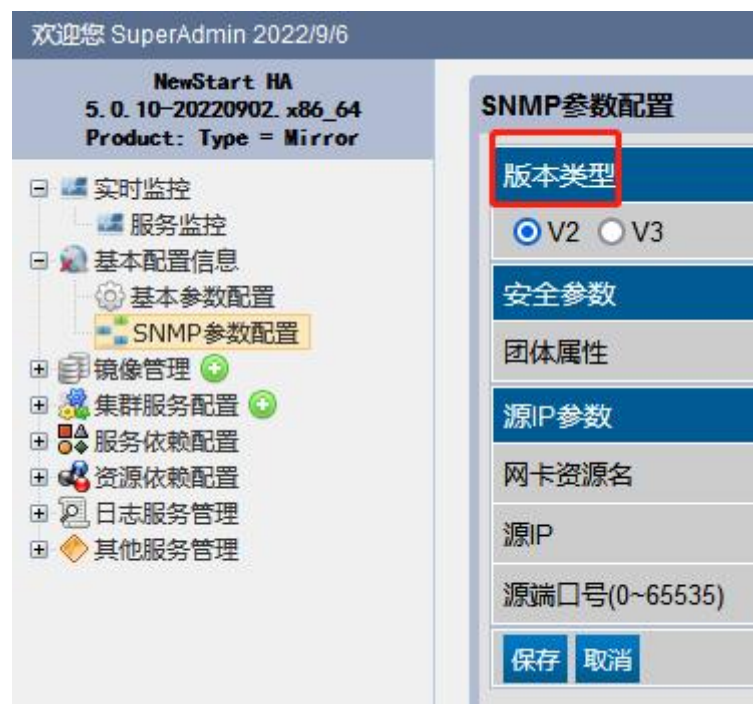 欢迎您 SuperAdmin 2022/9/6
NewStart HA
5.0.10-20220902.x86_64
Product: Type = Mirror
实时监控
服务监控
基本配置信息
基本参数配置
SNMP参数配置
镜像管理
集群服务配置
服务依赖配置
资源依赖配置
日志服务管理
其他服务管理
SNMP参数配置
版本类型
V2 V3
安全参数
团体属性
源IP参数
网卡资源名
源IP
源端口号(0~65535)
保存 取消